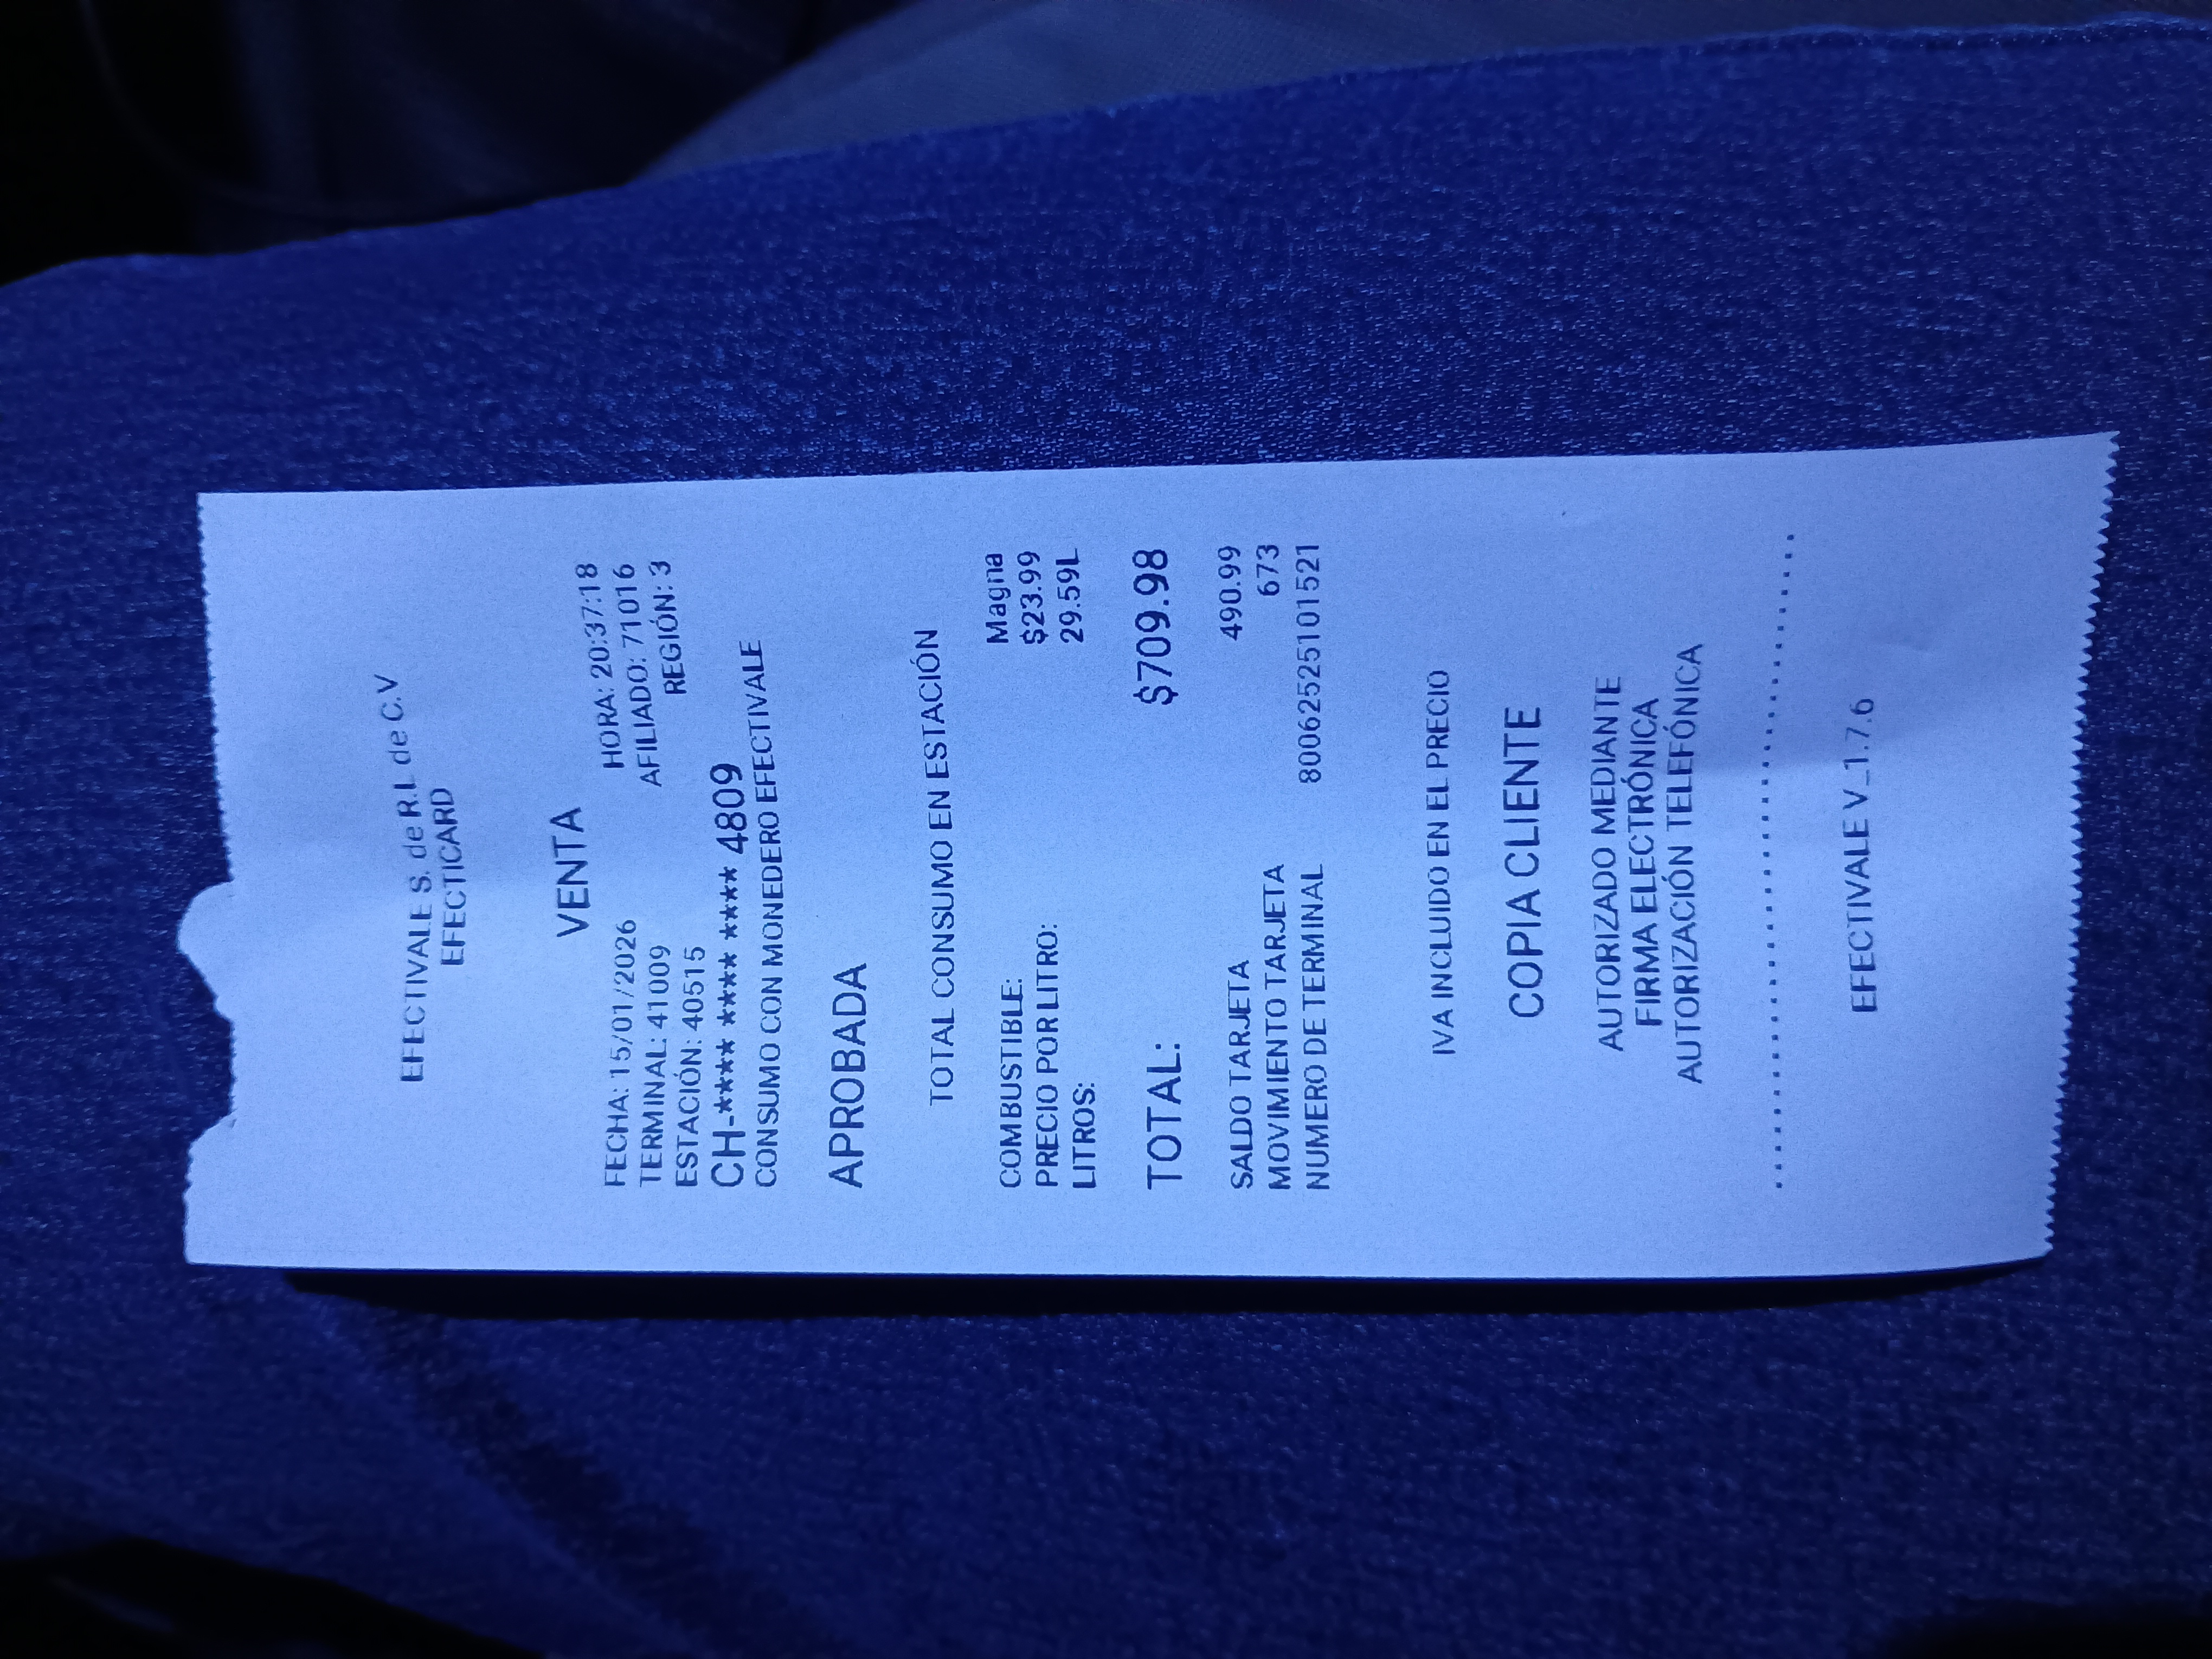 EFECTIVALE S. de R.L de C.V
EFECTICARD
VENTA
FECHA: 15/01/2026 HORA: 20:37:18
TERMINAL: 41009 AFILIADO: 71016
ESTACIÓN: 40515 REGIÓN: 3
CH-**** **** **** 4809
CONSUMO CON MONEDERO EFECTIVALE
APROBADA
TOTAL CONSUMO EN ESTACIÓN
COMBUSTIBLE: Magna
PRECIO POR LITRO: $23.99
LITROS: 29.59L
TOTAL: $709.98
SALDO TARJETA 490.99
MOVIMIENTO TARJETA 673
NUMERO DE TERMINAL 8006252510152​1
IVA INCLUIDO EN EL PRECIO
COPIA CLIENTE
AUTORIZADO MEDIANTE
FIRMA ELECTRÓNICA
AUTORIZACIÓN TELEFÓNICA
EFECTIVALE V_1.7.6